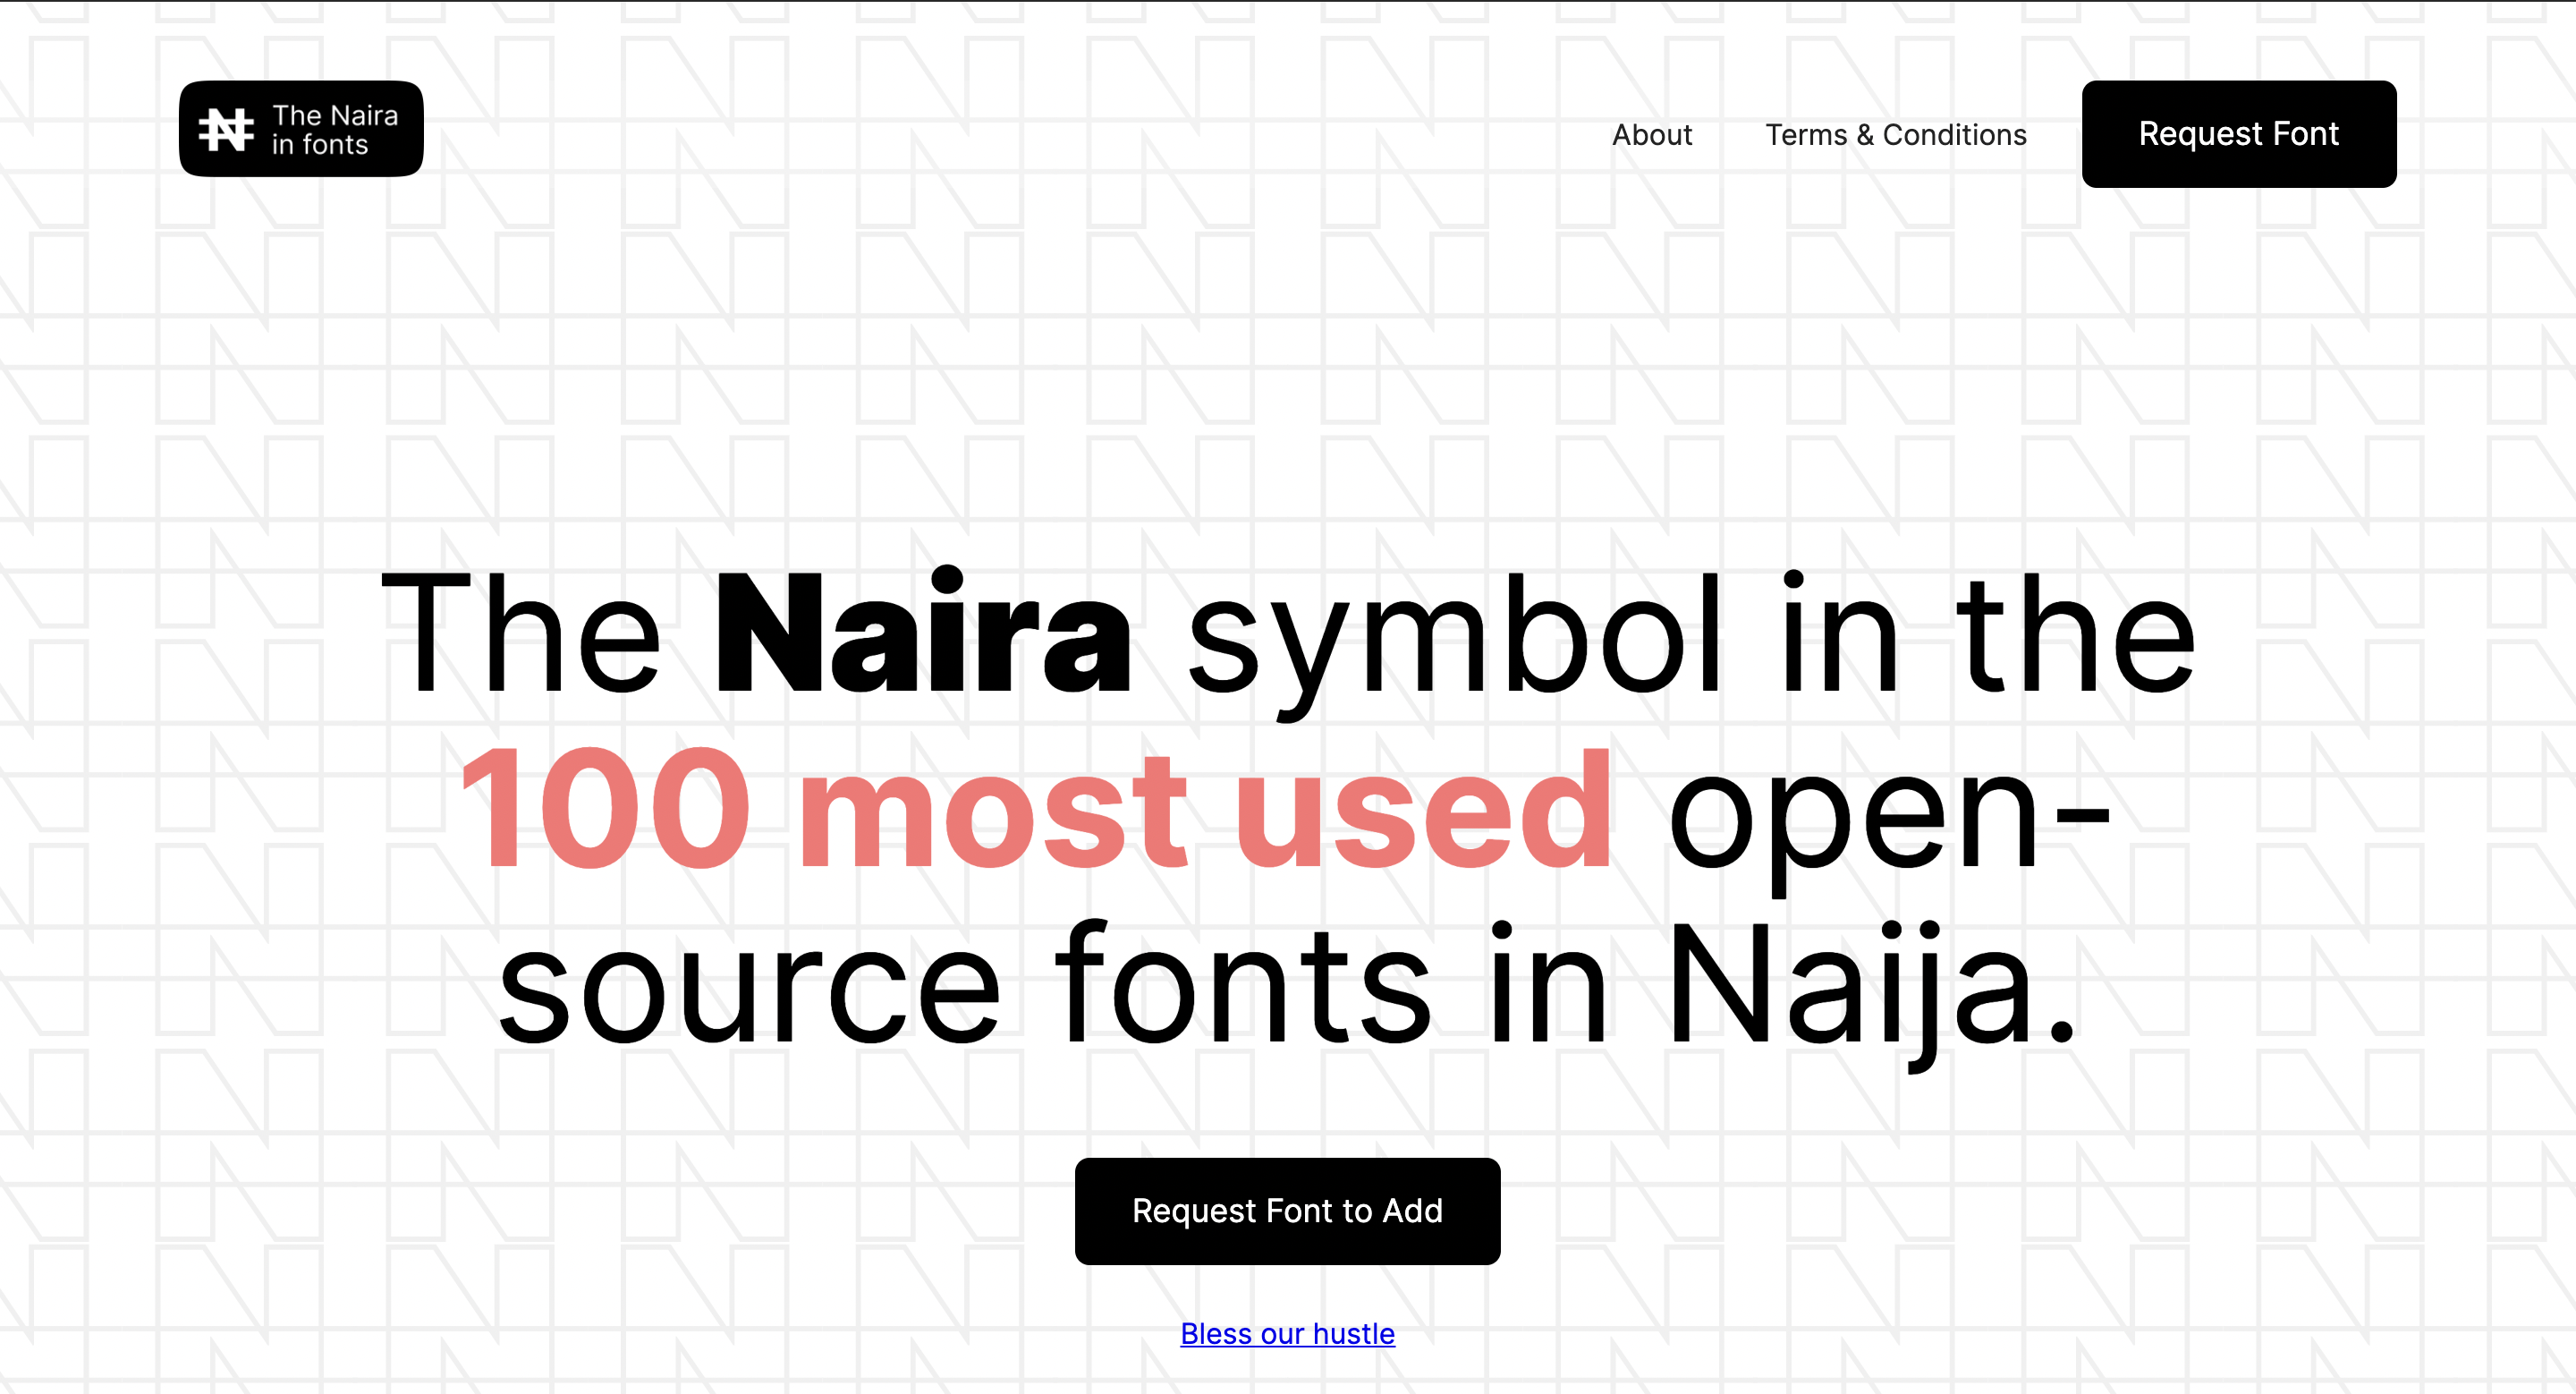 The Naira
in fonts
About
Terms & Conditions
Request Font
The Naira symbol in the
100 most used open-
source fonts in Naija.
Request Font to Add
Bless our hustle